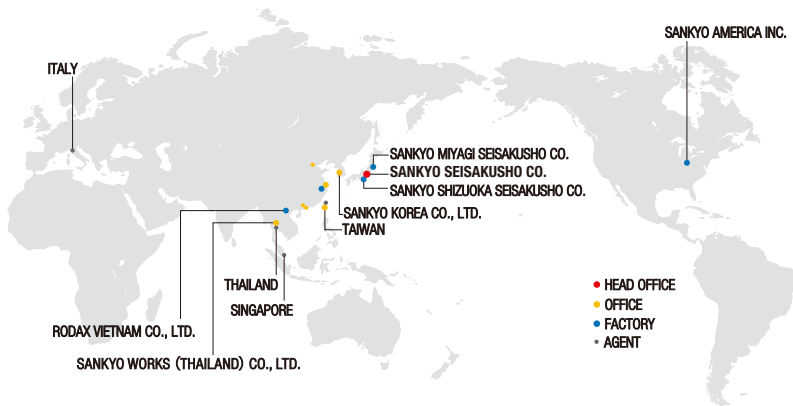 SANKYO AMERICA INC.
ITALY
SANKYO MIYAGI SEISAKUSHO CO.
SANKYO SEISAKUSHO CO.
SANKYO SHIZUOKA SEISAKUSHO CO.
SANKYO KOREA CO., LTD.
TAIWAN
THAILAND
SINGAPORE
RODAX VIETNAM CO., LTD.
SANKYO WORKS (THAILAND) CO., LTD.
HEAD OFFICE
OFFICE
FACTORY
AGENT